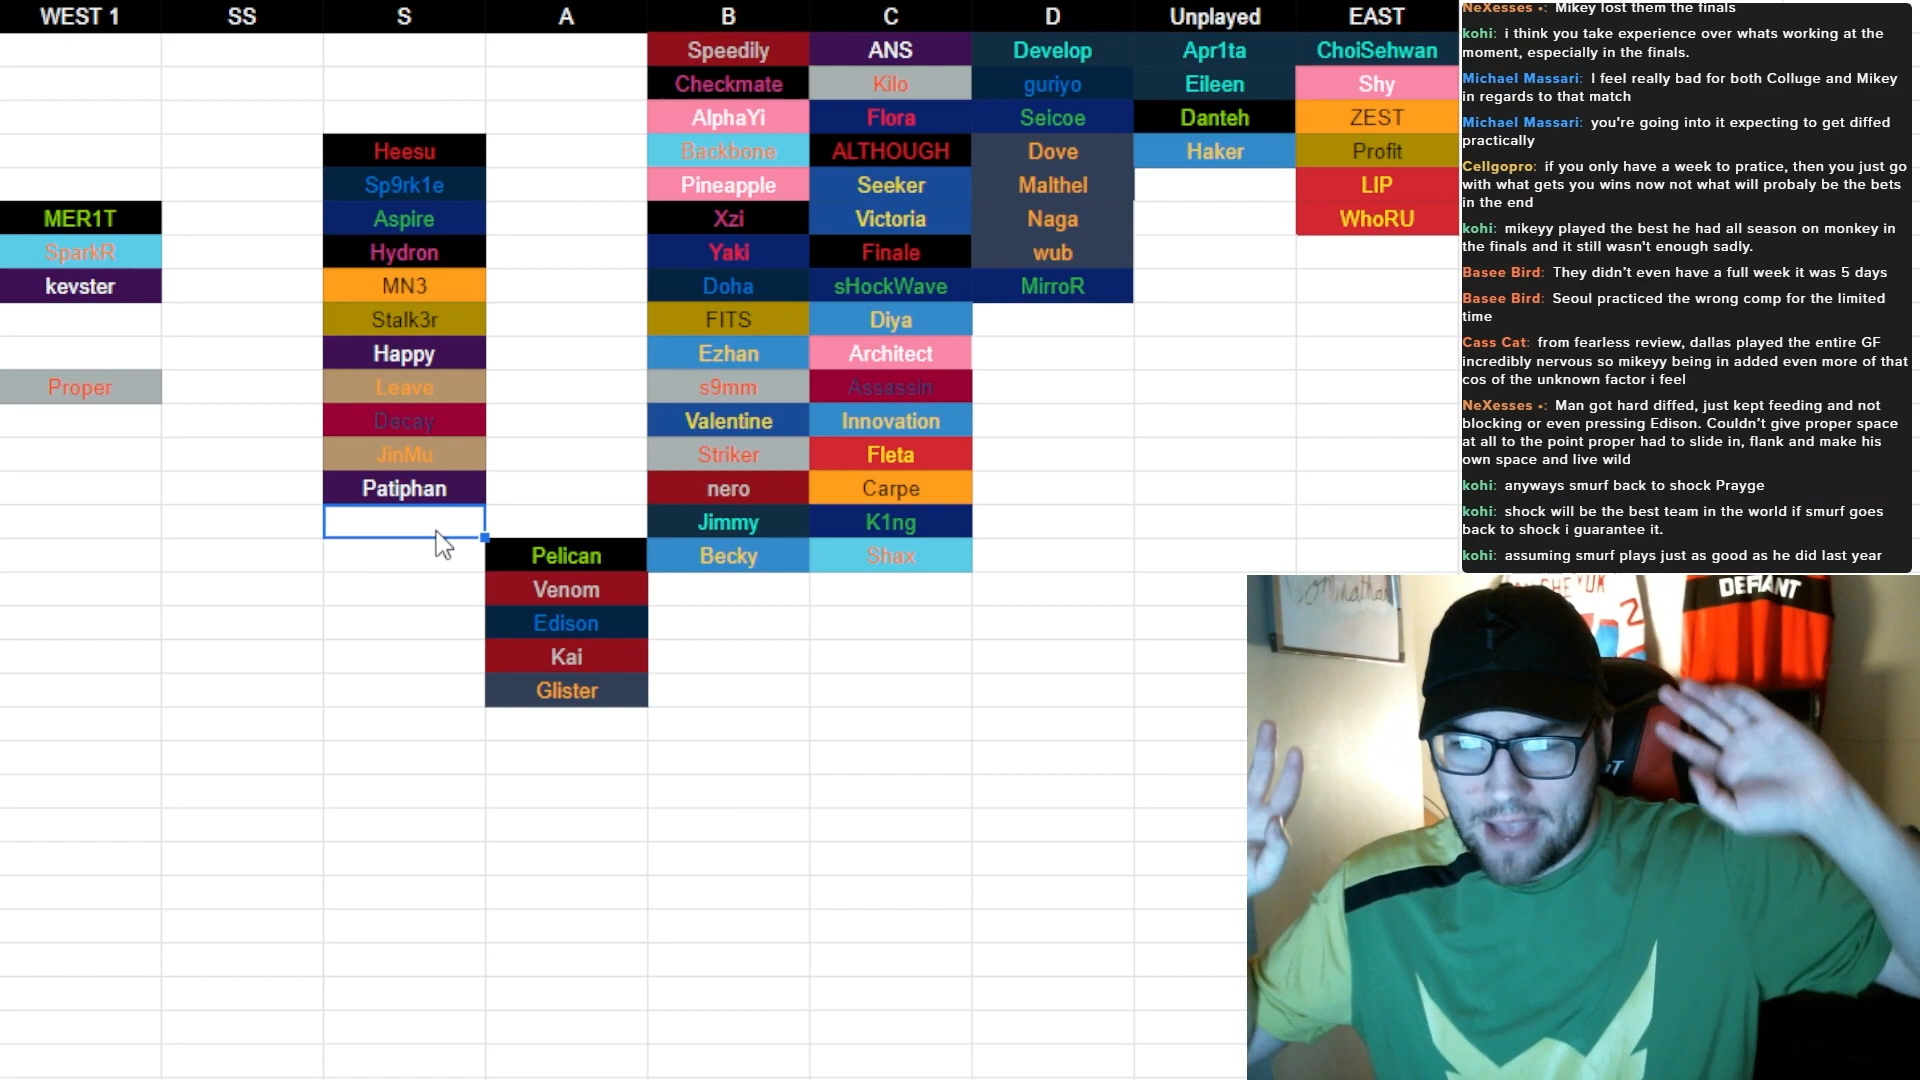 WEST 1 SS S A B C D Unplayed EAST
Speedily ANS Develop Apr1ta ChoiSehwan
Checkmate Kilo guriyo Eileen Shy
AlphaYi Flora Seicoe Danteh ZEST
Heesu Backbone ALTHOUGH Dove Haker Profit
Sp9rk1e Pineapple Seeker Malthel LIP
MER1T Aspire Xzi Victoria Naga WhoRU
SparkR Hydron Yaki Finale wub
kevster MN3 Doha sHockWave MirroR
Stalk3r FITS Diya
Happy Ezhan Architect
Proper Leave s9mm Assassin
Decay Valentine Innovation
JinMu Striker Fleta
Patiphan nero Carpe
Jimmy K1ng
Pelican Becky Shax
Venom
Edison
Kai
Glister
NeXesses •: Mikey lost them the finals
kohi: i think you take experience over whats working at the
moment, especially in the finals.
Michael Massari: I feel really bad for both Colluge and Mikey
in regards to that match
Michael Massari: you're going into it expecting to get diffed
practically
Cellgopro: if you only have a week to pratice, then you just go
with what gets you wins now not what will probaly be the bets
in the end
kohi: mikeyy played the best he had all season on monkey in
the finals and it still wasn't enough sadly.
Basee Bird: They didn't even have a full week it was 5 days
Basee Bird: Seoul practiced the wrong comp for the limited
time
Cass Cat: from fearless review, dallas played the entire GF
incredibly nervous so mikeyy being in added even more of that
cos of the unknown factor i feel
NeXesses •: Man got hard diffed, just kept feeding and not
blocking or even pressing Edison. Couldn't give proper space
at all to the point proper had to slide in, flank and make his
own space and live wild
kohi: anyways smurf back to shock Prayge
kohi: shock will be the best team in the world if smurf goes
back to shock i guarantee it.
kohi: assuming smurf plays just as good as he did last year
DEFIANT